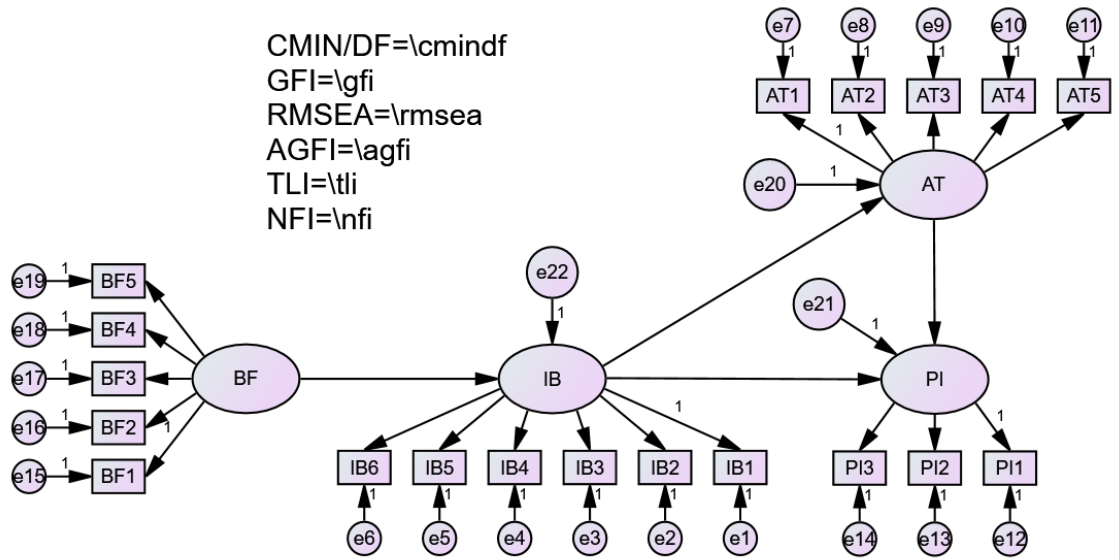 CMIN/DF=\cmindf
GFI=\gfi
RMSEA=\rmsea
AGFI=\agfi
TLI=\tli
NFI=\nfi
e7 e8 e9 e10 e11
1 1 1 1 1
AT1 AT2 AT3 AT4 AT5
1
e20 1 AT
e22
1
e21
1
e19 1 BF5
e18 1 BF4
e17 1 BF3
e16 1 BF2
1
e15 1 BF1
BF IB PI
1 1
IB6 IB5 IB4 IB3 IB2 IB1 PI3 PI2 PI1
1 1 1 1 1 1 1 1 1
e6 e5 e4 e3 e2 e1 e14 e13 e12